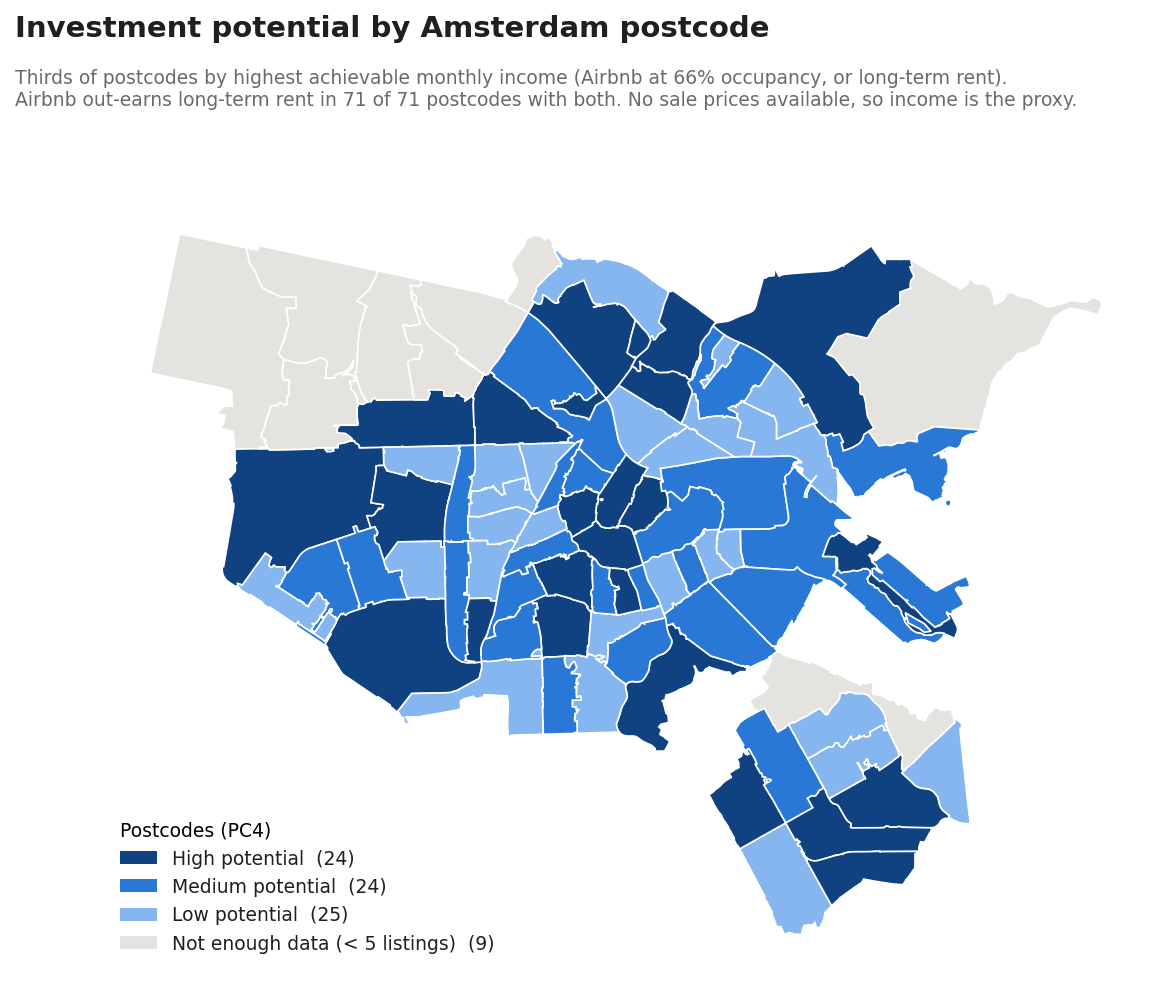 Investment potential by Amsterdam postcode
Thirds of postcodes by highest achievable monthly income (Airbnb at 66% occupancy, or long-term rent).
Airbnb out-earns long-term rent in 71 of 71 postcodes with both. No sale prices available, so income is the proxy.
Postcodes (PC4)
High potential  (24)
Medium potential  (24)
Low potential  (25)
Not enough data (< 5 listings)  (9)